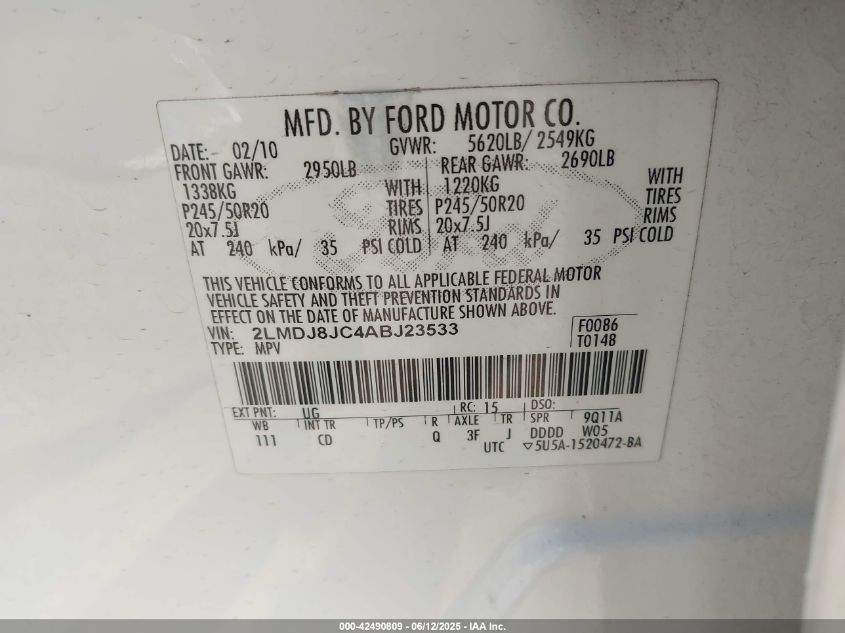 MFD. BY FORD MOTOR CO.
DATE: 02/10 GVWR: 5620LB/ 2549KG
FRONT GAWR: 2950LB REAR GAWR: 2690LB
1338KG WITH 1220KG WITH
P245/50R20 TIRES P245/50R20 TIRES
20x7.5J RIMS 20x7.5J RIMS
AT 240 kPa/ 35 PSI COLD AT 240 kPa/ 35 PSI COLD
THIS VEHICLE CONFORMS TO ALL APPLICABLE FEDERAL MOTOR
VEHICLE SAFETY AND THEFT PREVENTION STANDARDS IN
EFFECT ON THE DATE OF MANUFACTURE SHOWN ABOVE.
VIN: 2LMDJ8JC4ABJ23533 F0086
TYPE: MPV T0148
EXT PNT: UG RC: 15 DSO:
WB INT TR TP/PS R AXLE TR SPR 9Q11A
111 CD Q 3F J DDDD W05
UTC ▽5U5A-1520472-BA
000-42490809 - 06/12/2025 - IAA Inc.